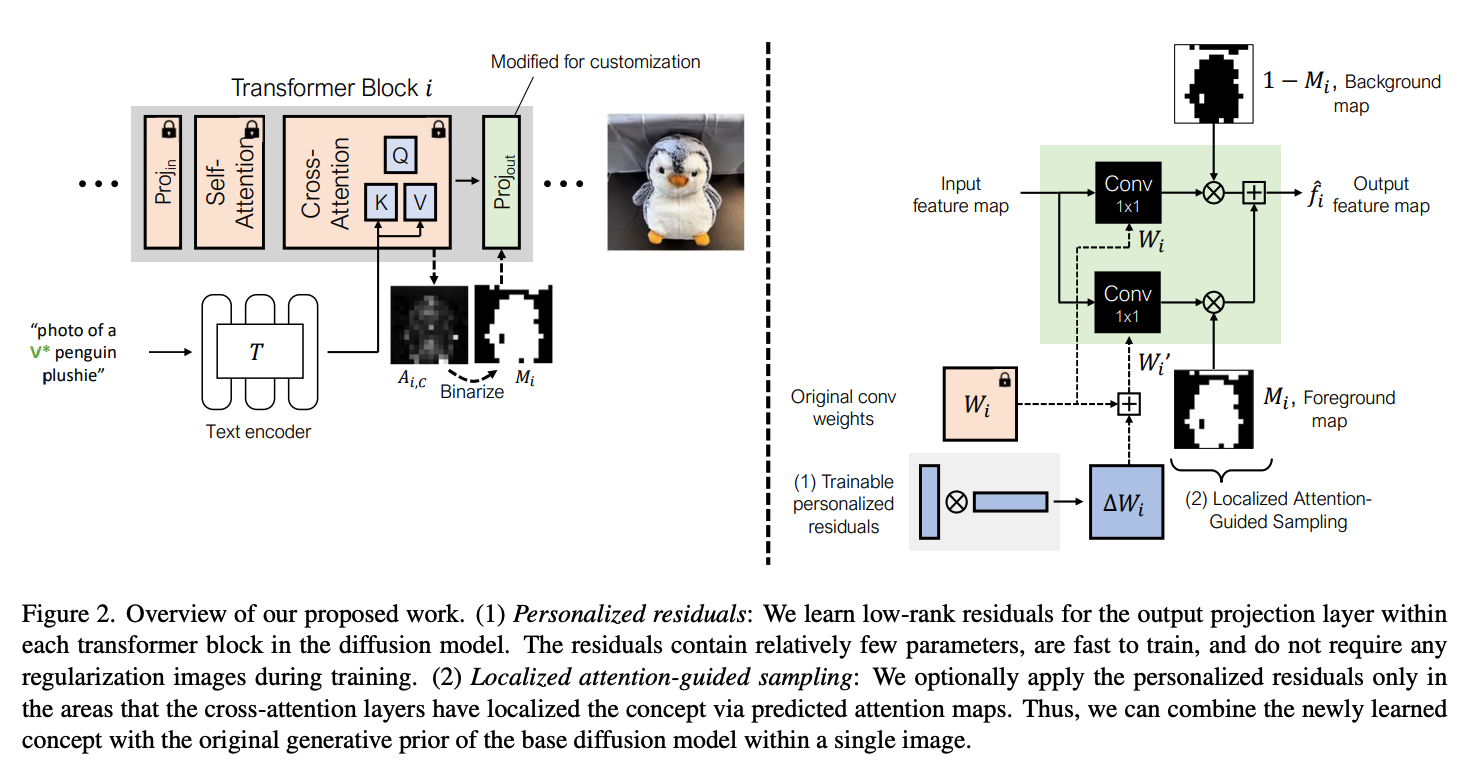 Modified for customization
Transformer Block i
Proj_in
Self-
Attention
Cross-
Attention
Q
K
V
Proj_out
“photo of a
V* penguin
plushie”
T
Text encoder
A_{i,c}
Binarize
M_i
1 − M_i, Background
map
Input
feature map
Conv
1x1
W_i
f̂_i
Output
feature map
Conv
1x1
W_i′
Original conv
weights
W_i
M_i, Foreground
map
(1) Trainable
personalized
residuals
ΔW_i
(2) Localized Attention-
Guided Sampling
Figure 2. Overview of our proposed work. (1) Personalized residuals: We learn low-rank residuals for the output projection layer within
each transformer block in the diffusion model. The residuals contain relatively few parameters, are fast to train, and do not require any
regularization images during training. (2) Localized attention-guided sampling: We optionally apply the personalized residuals only in
the areas that the cross-attention layers have localized the concept via predicted attention maps. Thus, we can combine the newly learned
concept with the original generative prior of the base diffusion model within a single image.